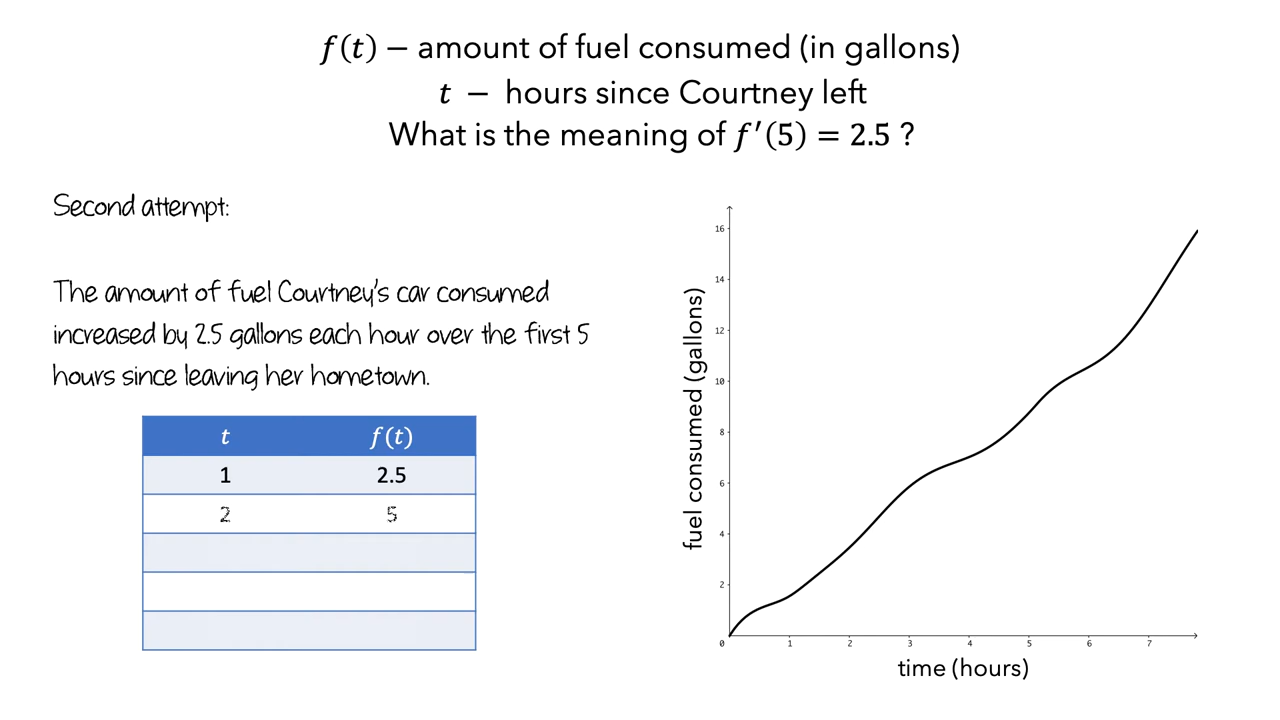 f(t) – amount of fuel consumed (in gallons)
t – hours since Courtney left
What is the meaning of f′(5) = 2.5 ?
Second attempt:
The amount of fuel Courtney's car consumed
increased by 2.5 gallons each hour over the first 5
hours since leaving her hometown.
t f(t)
1 2.5
2 5
fuel consumed (gallons)
16
14
12
10
8
6
4
2
0 1 2 3 4 5 6 7
time (hours)